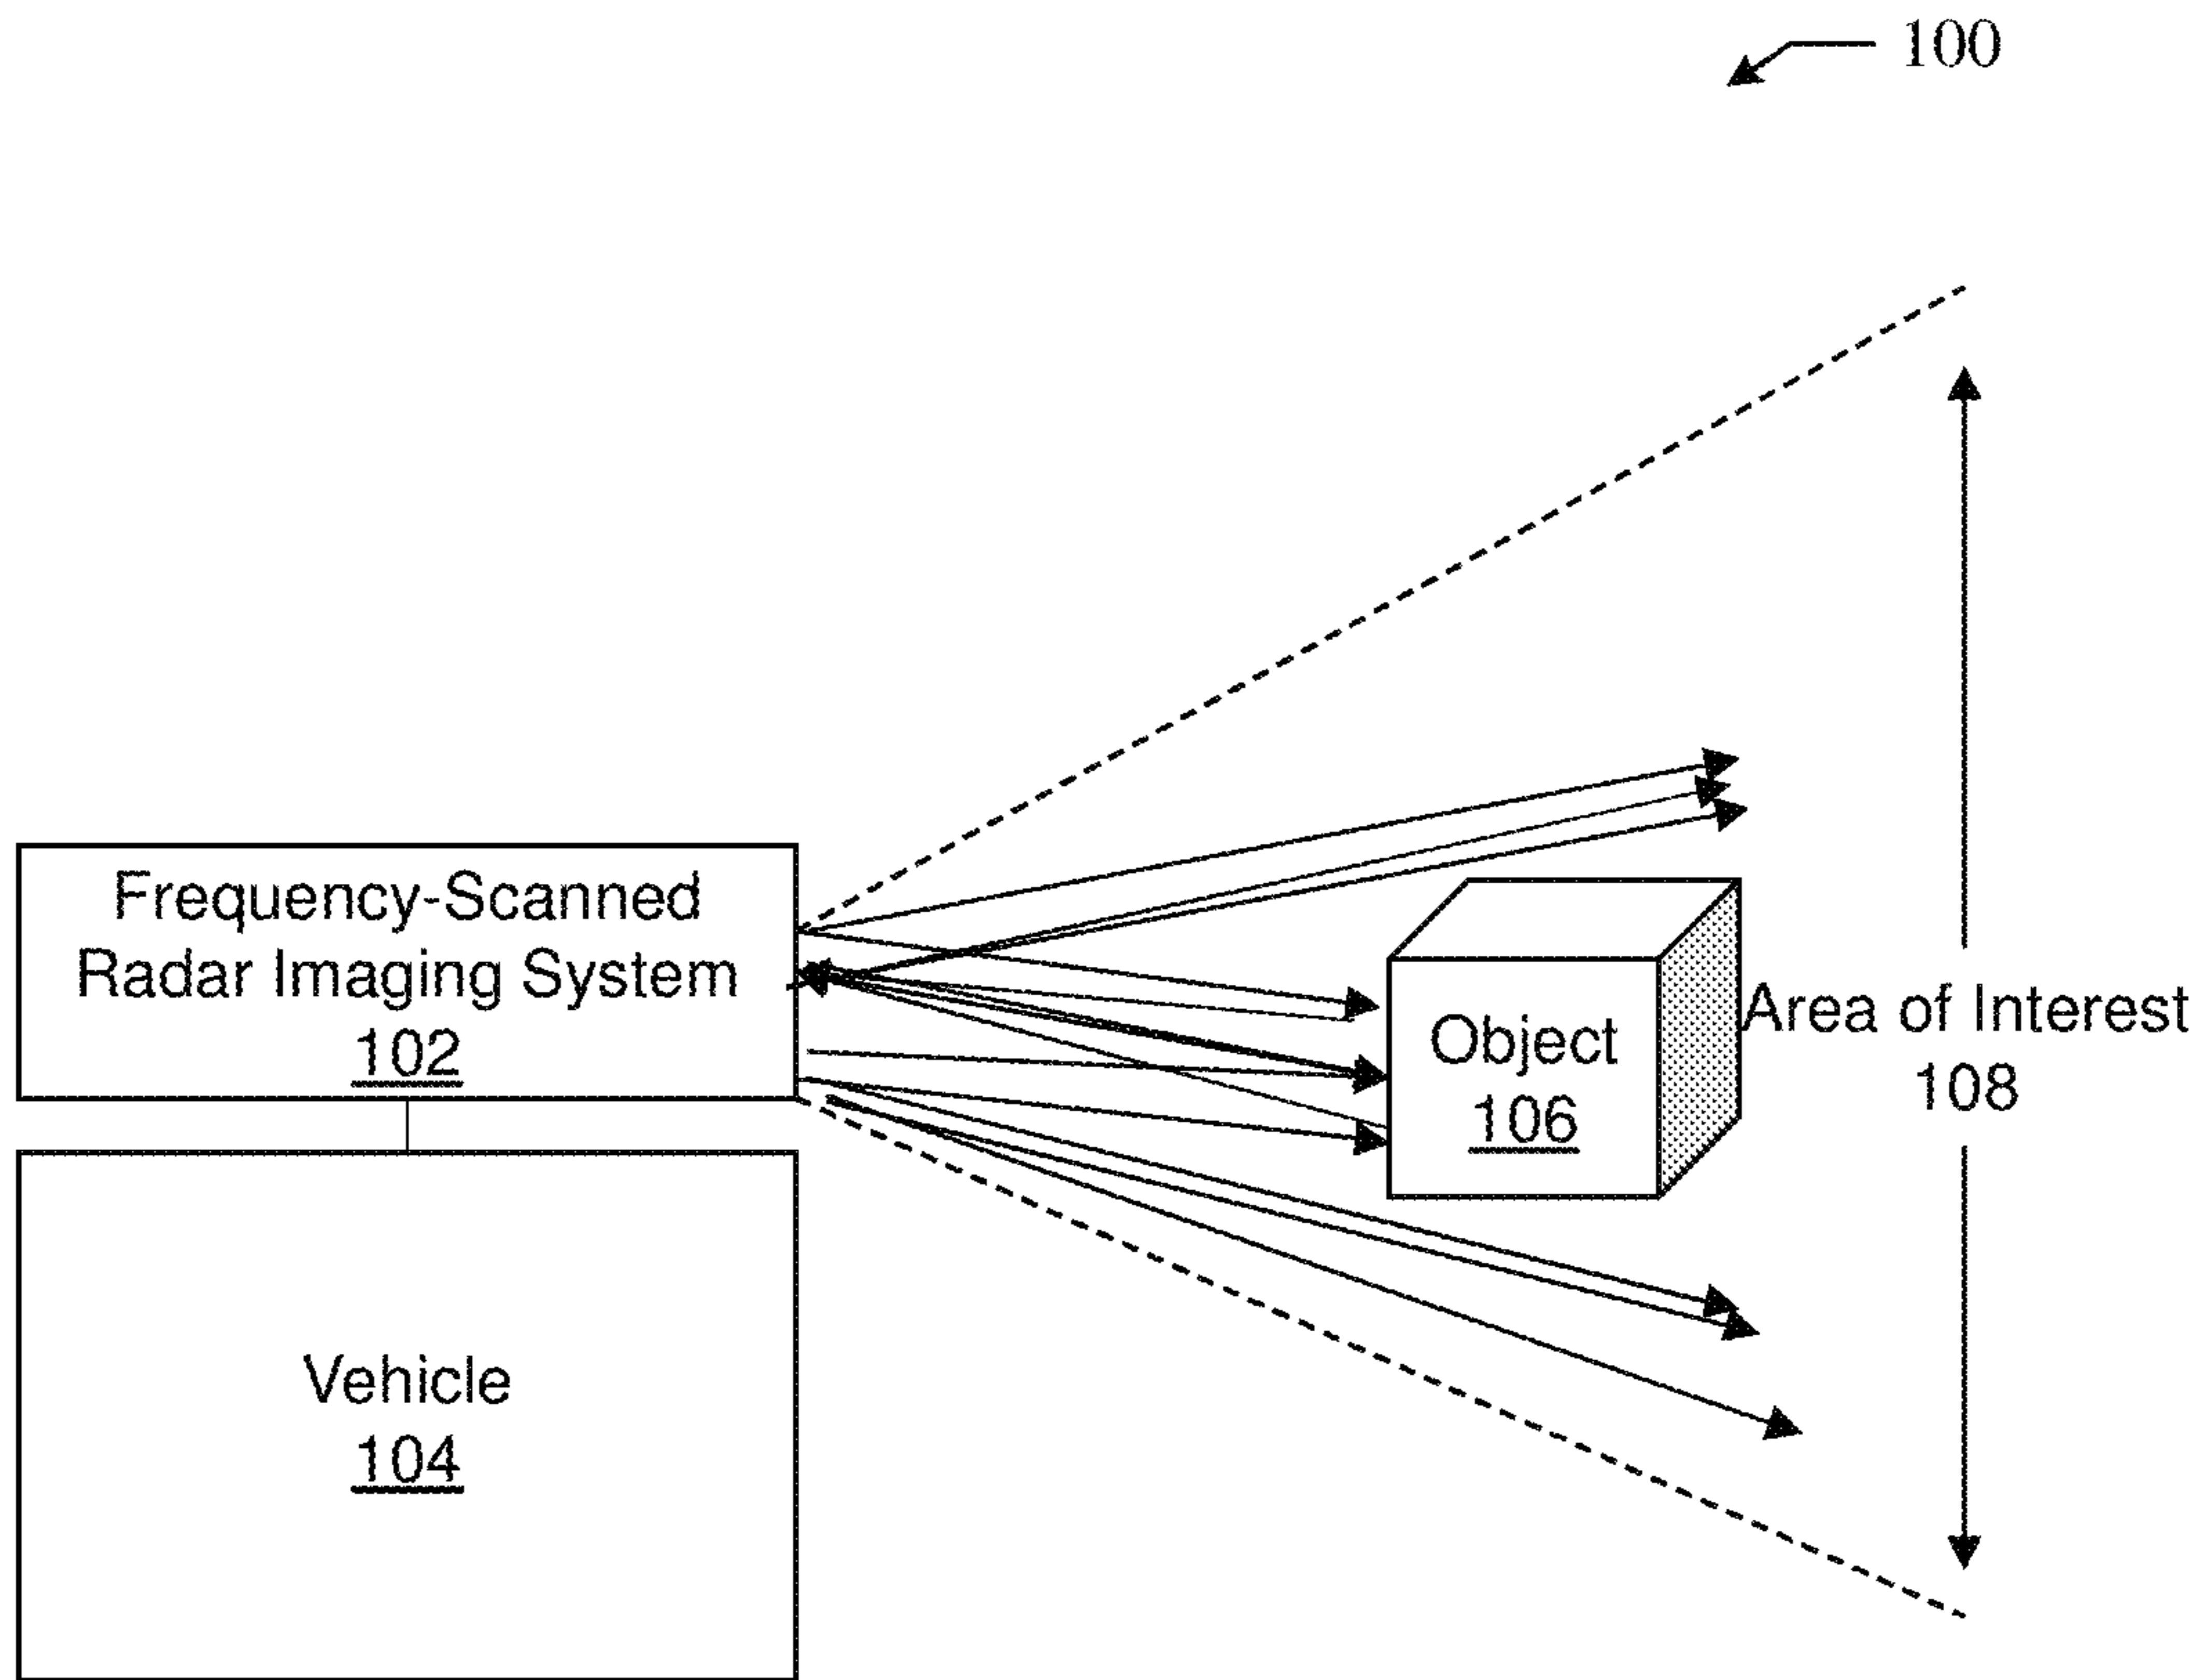 100
Frequency-Scanned
Radar Imaging System
102
Object
106
Area of Interest
108
Vehicle
104